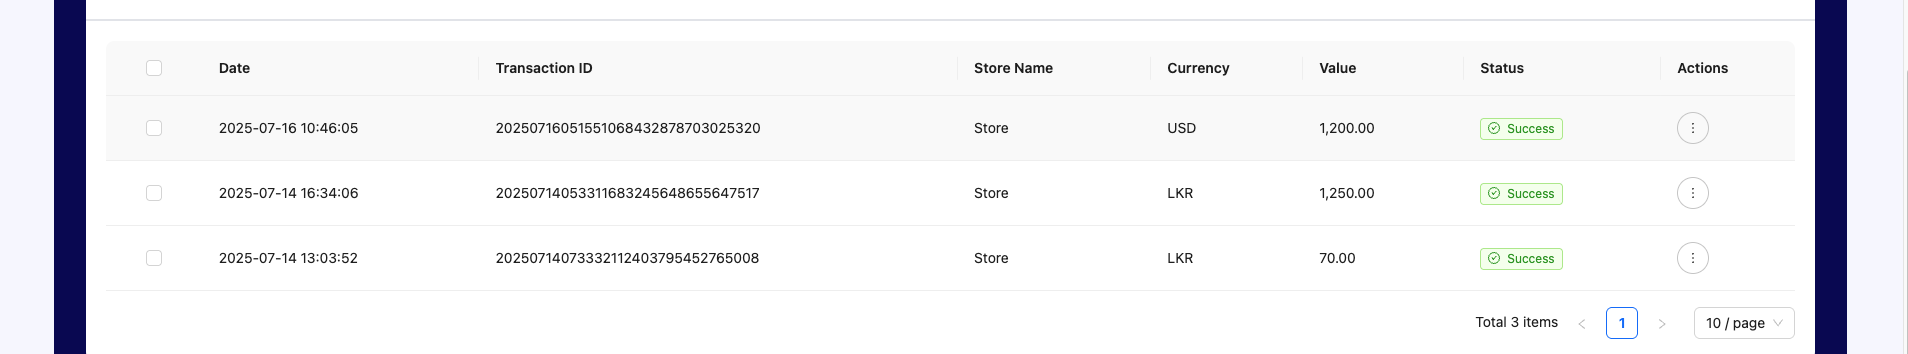 Date Transaction ID Store Name Currency Value Status Actions
2025-07-16 10:46:05 20250716051551068432878703025320 Store USD 1,200.00 Success
2025-07-14 16:34:06 20250714053311683245648655647517 Store LKR 1,250.00 Success
2025-07-14 13:03:52 20250714073332112403795452765008 Store LKR 70.00 Success
Total 3 items < 1 > 10 / page